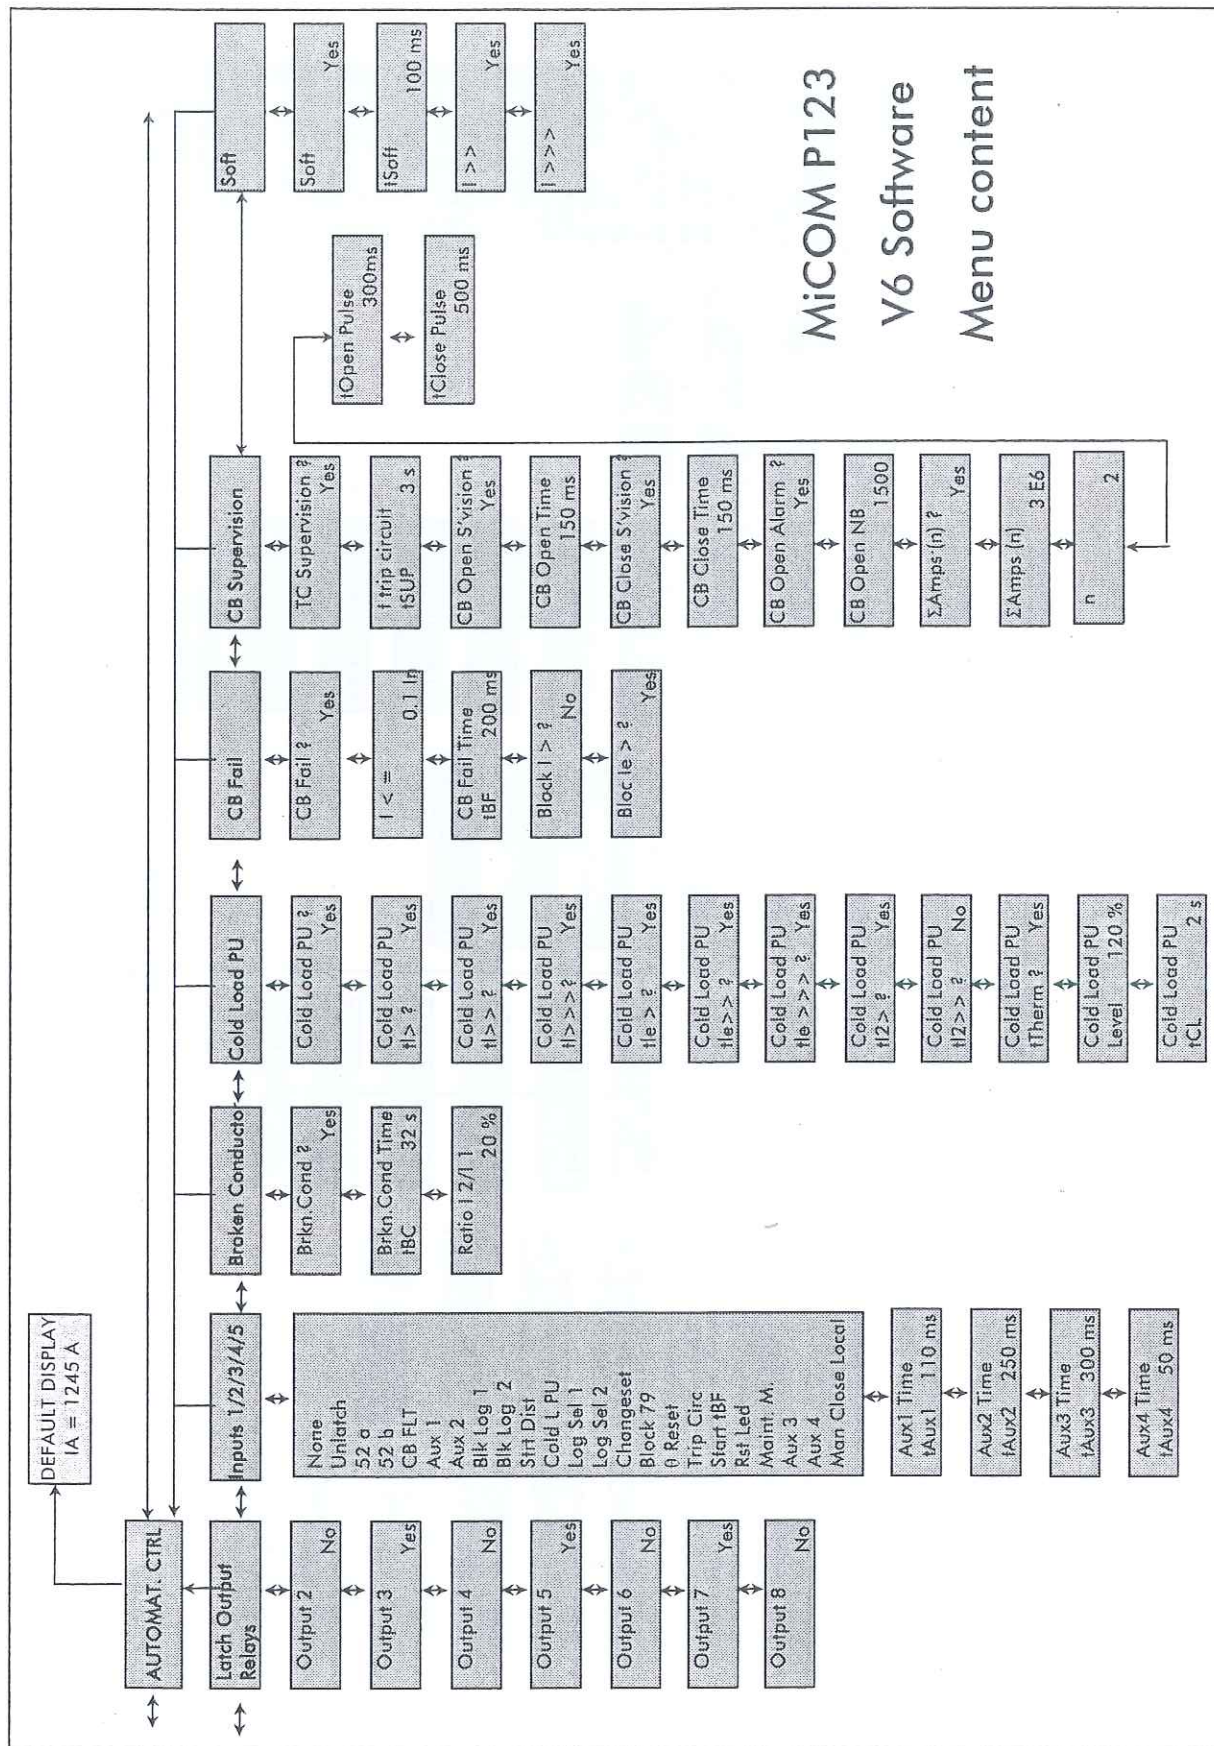 DEFAULT DISPLAY
IA = 1245 A
AUTOMAT. CTRL
Latch Output
Relays
Output 2
No
Output 3
Yes
Output 4
No
Output 5
Yes
Output 6
No
Output 7
Yes
Output 8
No
Inputs 1/2/3/4/5
None
Unlatch
52 a
52 b
CB FLT
Aux 1
Aux 2
Blk Log 1
Blk Log 2
Strt Dist
Cold L PU
Log Sel 1
Log Sel 2
Changeset
Block 79
θ Reset
Trip Circ
Start tBF
Rst Led
Maint. M.
Aux 3
Aux 4
Man Close Local
Aux1 Time
tAux1 110 ms
Aux2 Time
tAux2 250 ms
Aux3 Time
tAux3 300 ms
Aux4 Time
tAux4 50 ms
Broken Conductor
Brkn.Cond ?
Yes
Brkn.Cond Time
tBC 32 s
Ratio I 2/I 1
20 %
Cold Load PU
Cold Load PU ?
Yes
Cold Load PU
tI> ? Yes
Cold Load PU
tI>> ? Yes
Cold Load PU
tI>>> ? Yes
Cold Load PU
tIe > ? Yes
Cold Load PU
tIe>> ? Yes
Cold Load PU
tIe >>> ? Yes
Cold Load PU
tI2> ? Yes
Cold Load PU
tI2>> ? No
Cold Load PU
tTherm ? Yes
Cold Load PU
Level 120 %
Cold Load PU
tCL 2 s
CB Fail
CB Fail ?
Yes
I < =
0.1 In
CB Fail Time
tBF 200 ms
Block I > ?
No
Bloc Ie > ?
Yes
CB Supervision
TC Supervision ?
Yes
t trip circuit
tSUP 3 s
CB Open S'vision ?
Yes
CB Open Time
150 ms
CB Close S'vision ?
Yes
CB Close Time
150 ms
CB Open Alarm ?
Yes
CB Open NB
1500
ΣAmps (n) ?
Yes
ΣAmps (n)
3 E6
n
2
tOpen Pulse
300ms
tClose Pulse
500 ms
Soft
Soft
Yes
tSoft
100 ms
I >>
Yes
I >>>
Yes
MiCOM P123
V6 Software
Menu content